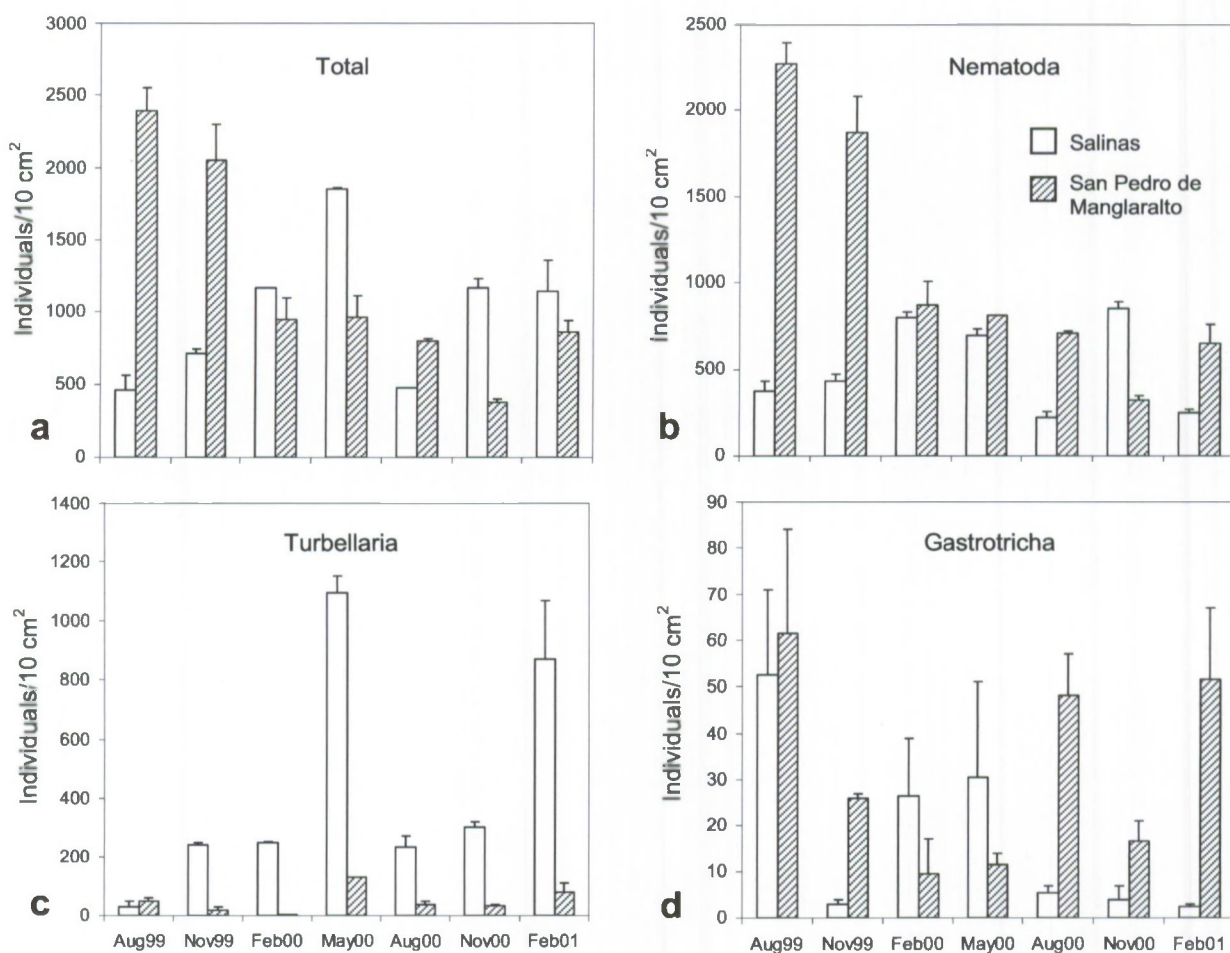 Total
Individuals/10 cm²
3000
2500
2000
1500
1000
500
0
a
Nematoda
Individuals/10 cm²
2500
2000
1500
1000
500
0
Salinas
San Pedro de
Manglaralto
b
Turbellaria
Individuals/10 cm²
1400
1200
1000
800
600
400
200
0
c
Aug99 Nov99 Feb00 May00 Aug00 Nov00 Feb01
Gastrotricha
Individuals/10 cm²
90
80
70
60
50
40
30
20
10
0
d
Aug99 Nov99 Feb00 May00 Aug00 Nov00 Feb01